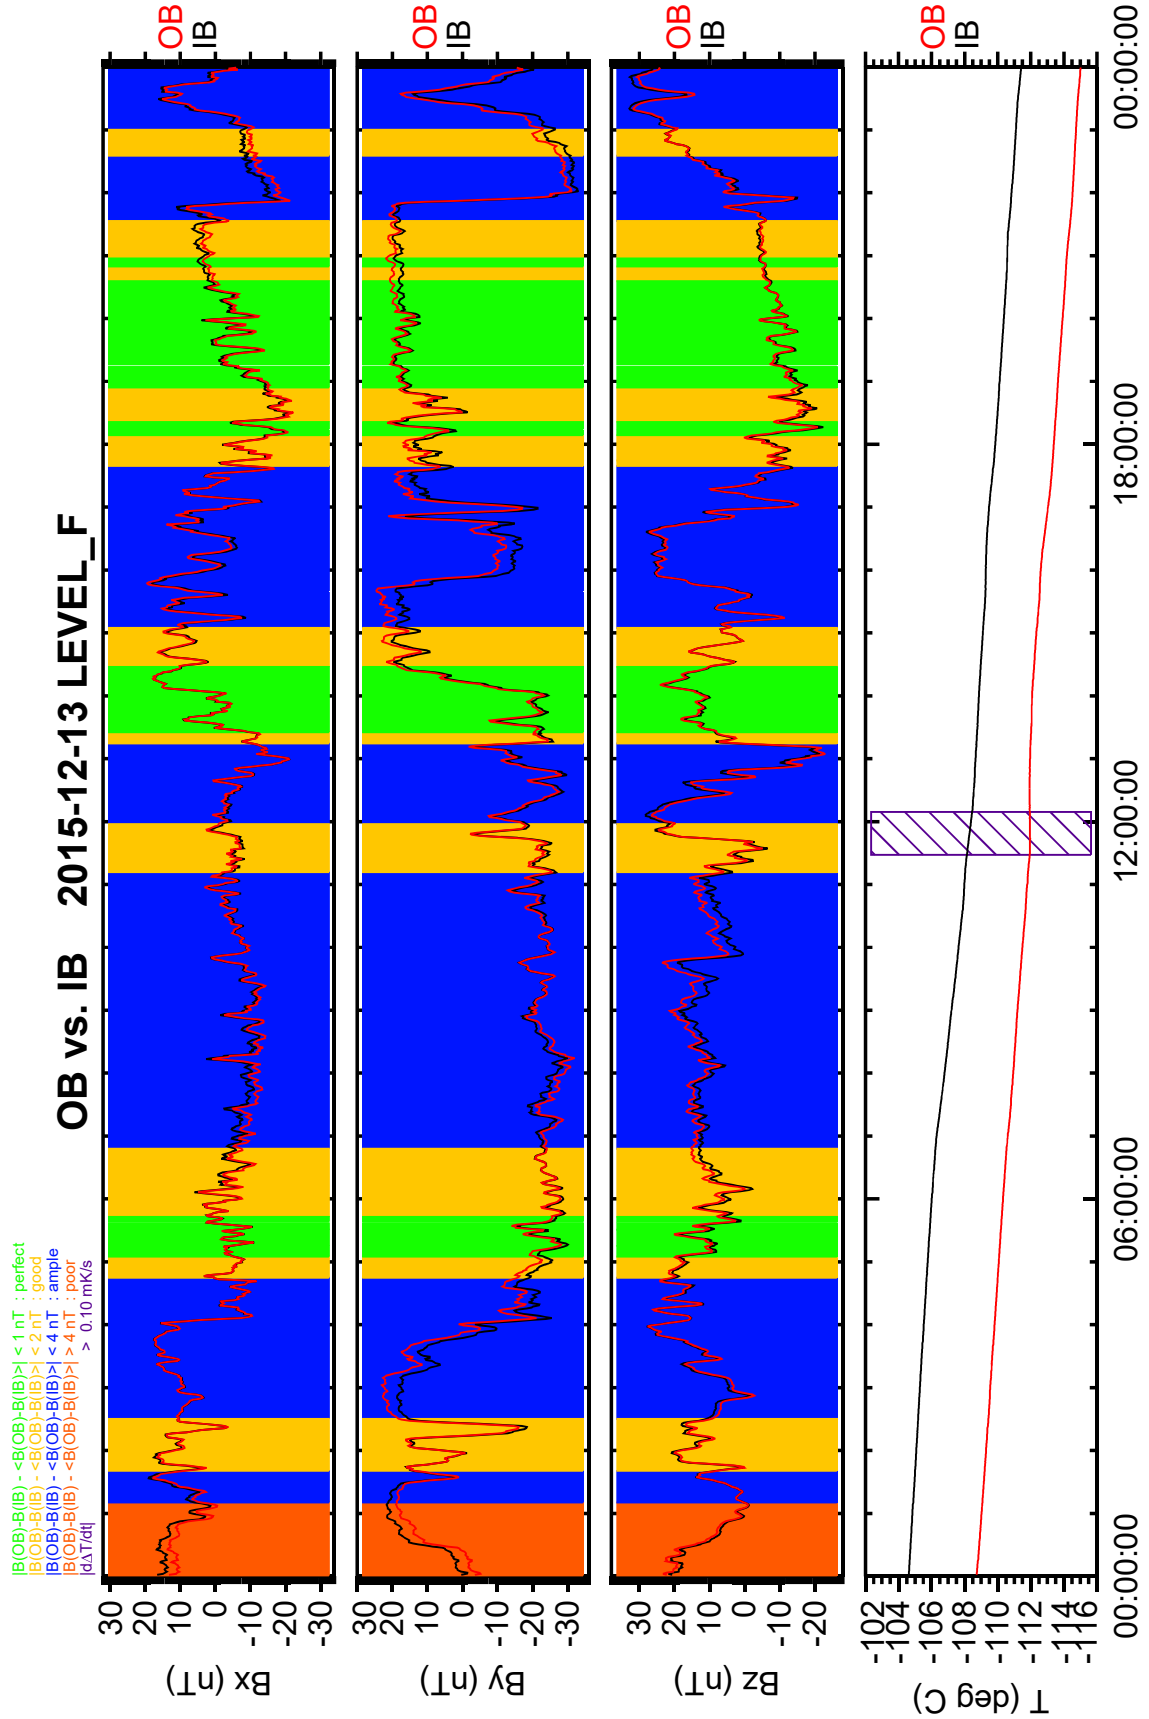 OB vs. IB 2015-12-13 LEVEL_F
|B(OB)-B(IB) - <B(OB)-B(IB)>| < 1 nT : perfect
|B(OB)-B(IB) - <B(OB)-B(IB)>| < 2 nT : good
|B(OB)-B(IB) - <B(OB)-B(IB)>| < 4 nT : ample
|B(OB)-B(IB) - <B(OB)-B(IB)>| > 4 nT : poor
|dΔT/dt| > 0.10 mK/s
Bx (nT)
30
20
10
0
-10
-20
-30
OB
IB
By (nT)
30
20
10
0
-10
-20
-30
OB
IB
Bz (nT)
30
20
10
0
-10
-20
OB
IB
T (deg C)
-102
-104
-106
-108
-110
-112
-114
-116
OB
IB
00:00:00 06:00:00 12:00:00 18:00:00 00:00:00